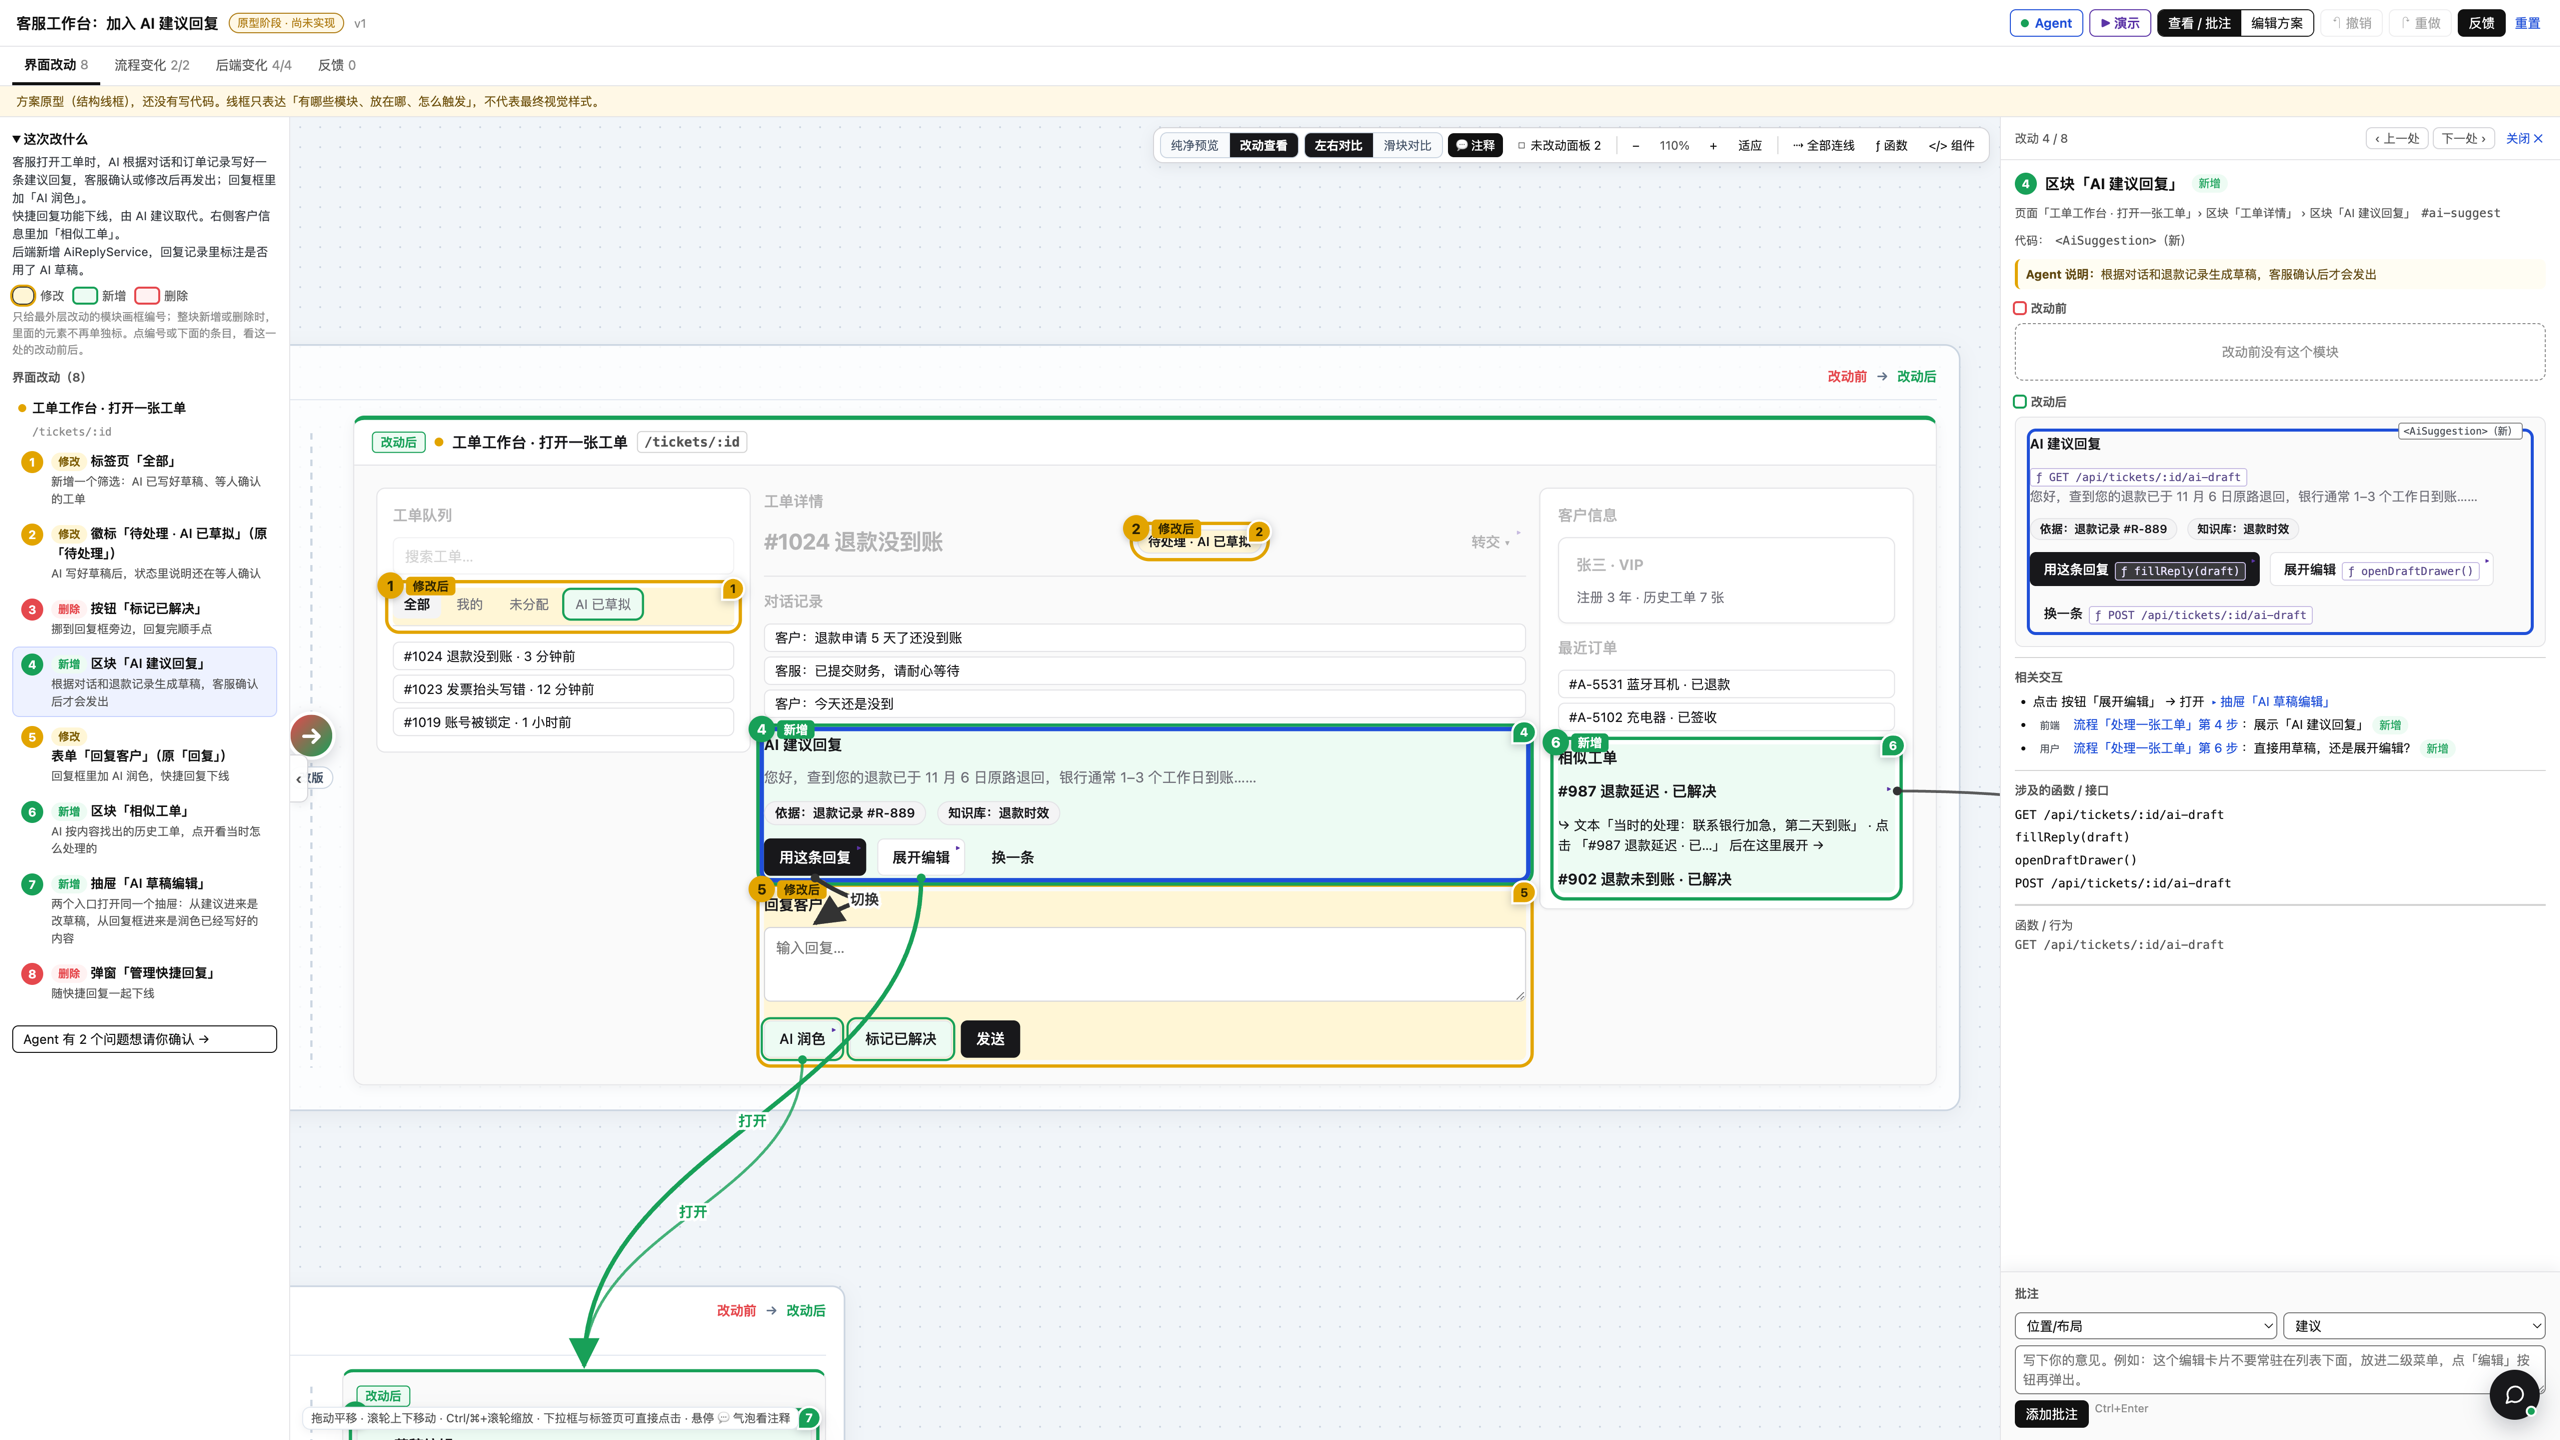 客服工作台：加入 AI 建议回复
原型阶段 · 尚未实现
v1
Agent
演示
查看 / 批注
编辑方案
撤销
重做
反馈
重置
界面改动 8
流程变化 2/2
后端变化 4/4
反馈 0
方案原型（结构线框），还没有写代码。线框只表达「有哪些模块、放在哪、怎么触发」，不代表最终视觉样式。
▼ 这次改什么
客服打开工单时，AI 根据对话和订单记录写好一
条建议回复，客服确认或修改后再发出；回复框里
加「AI 润色」。
快捷回复功能下线，由 AI 建议取代。右侧客户信
息里加「相似工单」。
后端新增 AiReplyService，回复记录里标注是否
用了 AI 草稿。
修改 新增 删除
只给最外层改动的模块画框编号；整块新增或删除时，
里面的元素不再单独标。点编号或下面的条目，看这一
处的改动前后。
界面改动（8）
工单工作台 · 打开一张工单
/tickets/:id
1 修改 标签页「全部」
新增一个筛选：AI 已写好草稿、等人确认
的工单
2 修改 徽标「待处理 · AI 已草拟」（原
「待处理」）
AI 写好草稿后，状态里说明还在等人确认
3 删除 按钮「标记已解决」
挪到回复框旁边，回复完顺手点
4 新增 区块「AI 建议回复」
根据对话和退款记录生成草稿，客服确认
后才会发出
5 修改
表单「回复客户」（原「回复」）
回复框里加 AI 润色，快捷回复下线
6 新增 区块「相似工单」
AI 按内容找出的历史工单，点开看当时怎
么处理的
7 新增 抽屉「AI 草稿编辑」
两个入口打开同一个抽屉：从建议进来是
改草稿，从回复框进来是润色已经写好的
内容
8 删除 弹窗「管理快捷回复」
随快捷回复一起下线
Agent 有 2 个问题想请你确认 →
纯净预览
改动查看
左右对比
滑块对比
注释
未改动面板 2
−
110%
+
适应
全部连线
ƒ 函数
</> 组件
改动前 → 改动后
改动后
工单工作台 · 打开一张工单
/tickets/:id
工单队列
搜索工单...
1 修改后 1
全部
我的
未分配
AI 已草拟
#1024 退款没到账 · 3 分钟前
#1023 发票抬头写错 · 12 分钟前
#1019 账号被锁定 · 1 小时前
版
工单详情
#1024 退款没到账
2 修改后 2
待处理 · AI 已草拟
转交
对话记录
客户：退款申请 5 天了还没到账
客服：已提交财务，请耐心等待
客户：今天还是没到
4 新增 4
AI 建议回复
您好，查到您的退款已于 11 月 6 日原路退回，银行通常 1–3 个工作日到账……
依据：退款记录 #R-889
知识库：退款时效
用这条回复
展开编辑
换一条
5 修改后 5
回复客户
切换
输入回复...
AI 润色
标记已解决
发送
客户信息
张三 · VIP
注册 3 年 · 历史工单 7 张
最近订单
#A-5531 蓝牙耳机 · 已退款
#A-5102 充电器 · 已签收
6 新增 6
相似工单
#987 退款延迟 · 已解决
↪ 文本「当时的处理：联系银行加急，第二天到账」 · 点
击 「#987 退款延迟 · 已...」 后在这里展开 →
#902 退款未到账 · 已解决
打开
打开
改动前 → 改动后
改动后
拖动平移 · 滚轮上下移动 · Ctrl/⌘+滚轮缩放 · 下拉框与标签页可直接点击 · 悬停 气泡看注释
7
改动 4 / 8
‹ 上一处
下一处 ›
关闭 ✕
4 区块「AI 建议回复」 新增
页面「工单工作台 · 打开一张工单」 › 区块「工单详情」 › 区块「AI 建议回复」 #ai-suggest
代码： <AiSuggestion>（新）
Agent 说明：根据对话和退款记录生成草稿，客服确认后才会发出
改动前
改动前没有这个模块
改动后
<AiSuggestion>（新）
AI 建议回复
ƒ GET /api/tickets/:id/ai-draft
您好，查到您的退款已于 11 月 6 日原路退回，银行通常 1–3 个工作日到账……
依据：退款记录 #R-889
知识库：退款时效
用这条回复 ƒ fillReply(draft)
展开编辑 ƒ openDraftDrawer()
换一条 ƒ POST /api/tickets/:id/ai-draft
相关交互
• 点击 按钮「展开编辑」 → 打开 ▸ 抽屉「AI 草稿编辑」
• 前端 流程「处理一张工单」第 4 步 ：展示「AI 建议回复」 新增
• 用户 流程「处理一张工单」第 6 步 ：直接用草稿，还是展开编辑？ 新增
涉及的函数 / 接口
GET /api/tickets/:id/ai-draft
fillReply(draft)
openDraftDrawer()
POST /api/tickets/:id/ai-draft
函数 / 行为
GET /api/tickets/:id/ai-draft
批注
位置/布局
建议
写下你的意见。例如：这个编辑卡片不要常驻在列表下面，放进二级菜单，点「编辑」按
钮再弹出。
添加批注
Ctrl+Enter